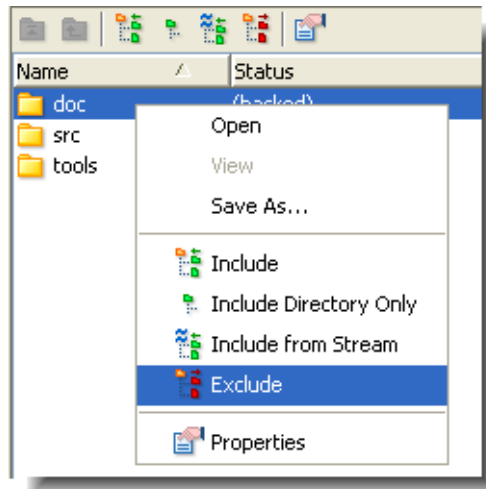 Name Status
doc (backed)
src
tools
Open
View
Save As...
Include
Include Directory Only
Include from Stream
Exclude
Properties